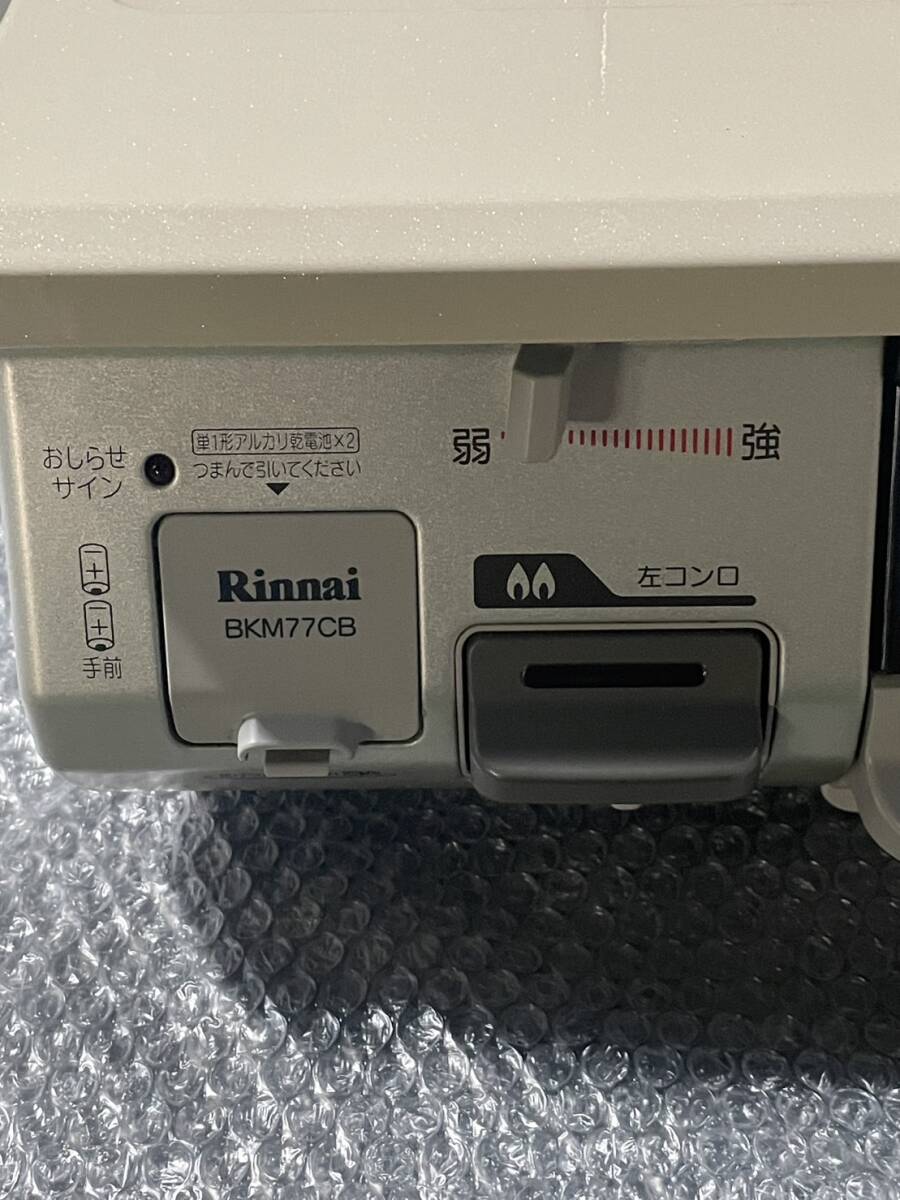 おしらせ
サイン
単1形アルカリ乾電池×2
つまんで引いてください
弱
強
Rinnai
BKM77CB
左コンロ
手前